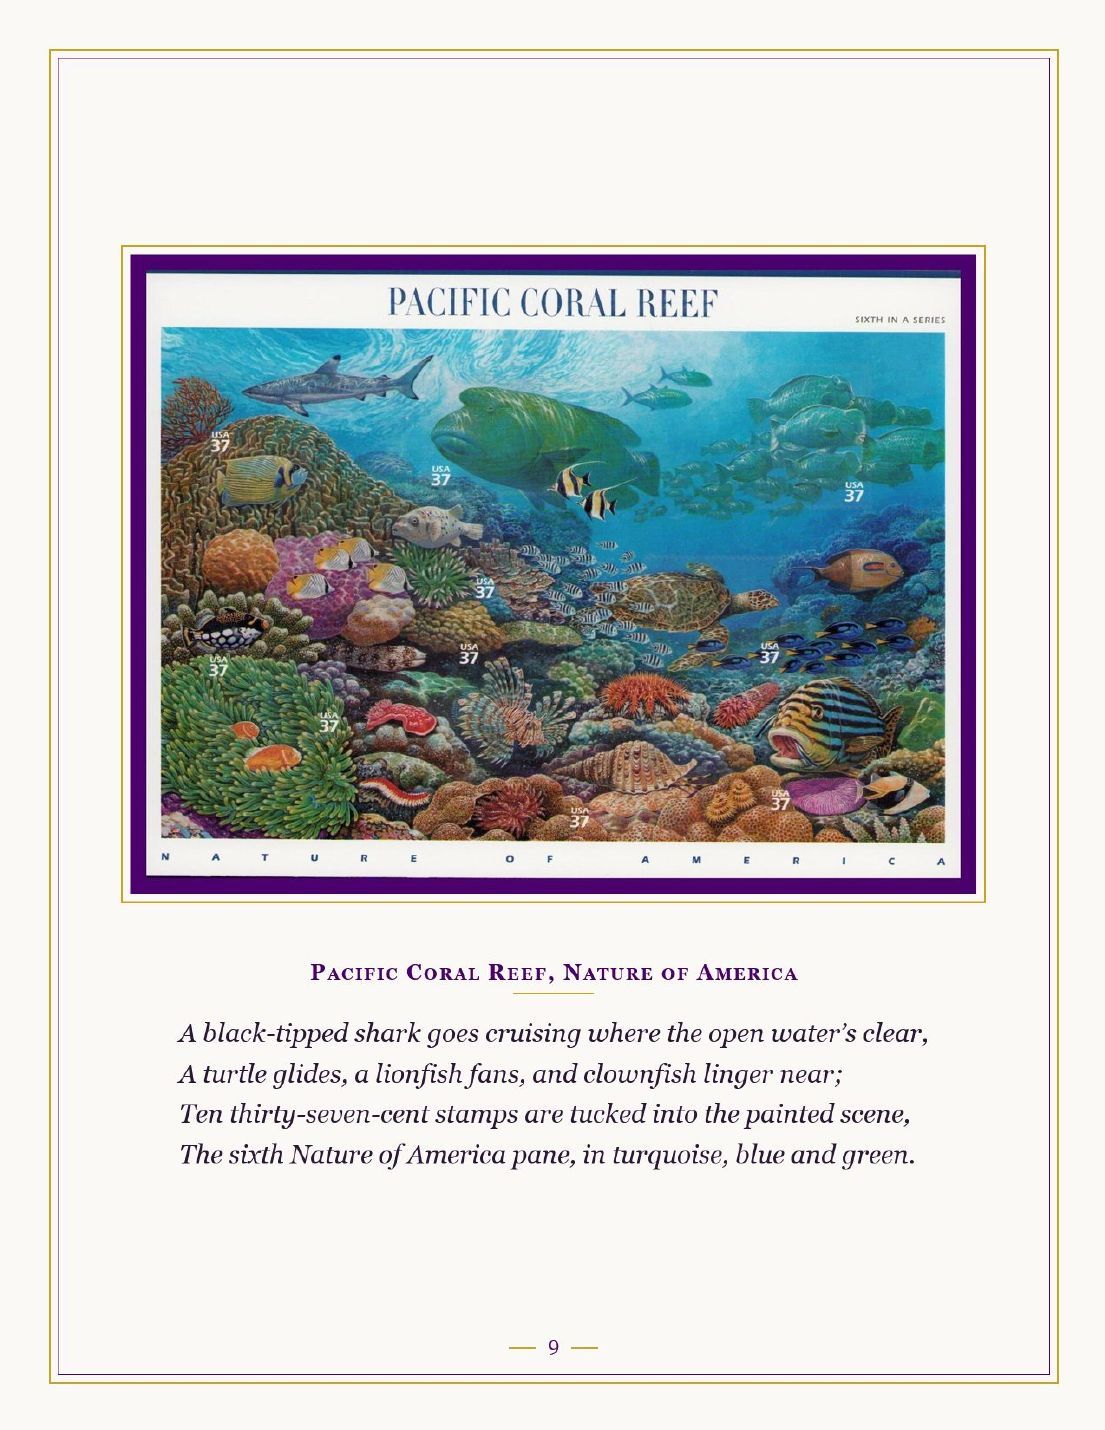 PACIFIC CORAL REEF
SIXTH IN A SERIES
USA
37
USA
37
USA
37
USA
37
USA
37
USA
37
USA
37
USA
37
USA
37
USA
37
NATURE OF AMERICA
Pacific Coral Reef, Nature of America
A black-tipped shark goes cruising where the open water’s clear,
A turtle glides, a lionfish fans, and clownfish linger near;
Ten thirty-seven-cent stamps are tucked into the painted scene,
The sixth Nature of America pane, in turquoise, blue and green.
— 9 —